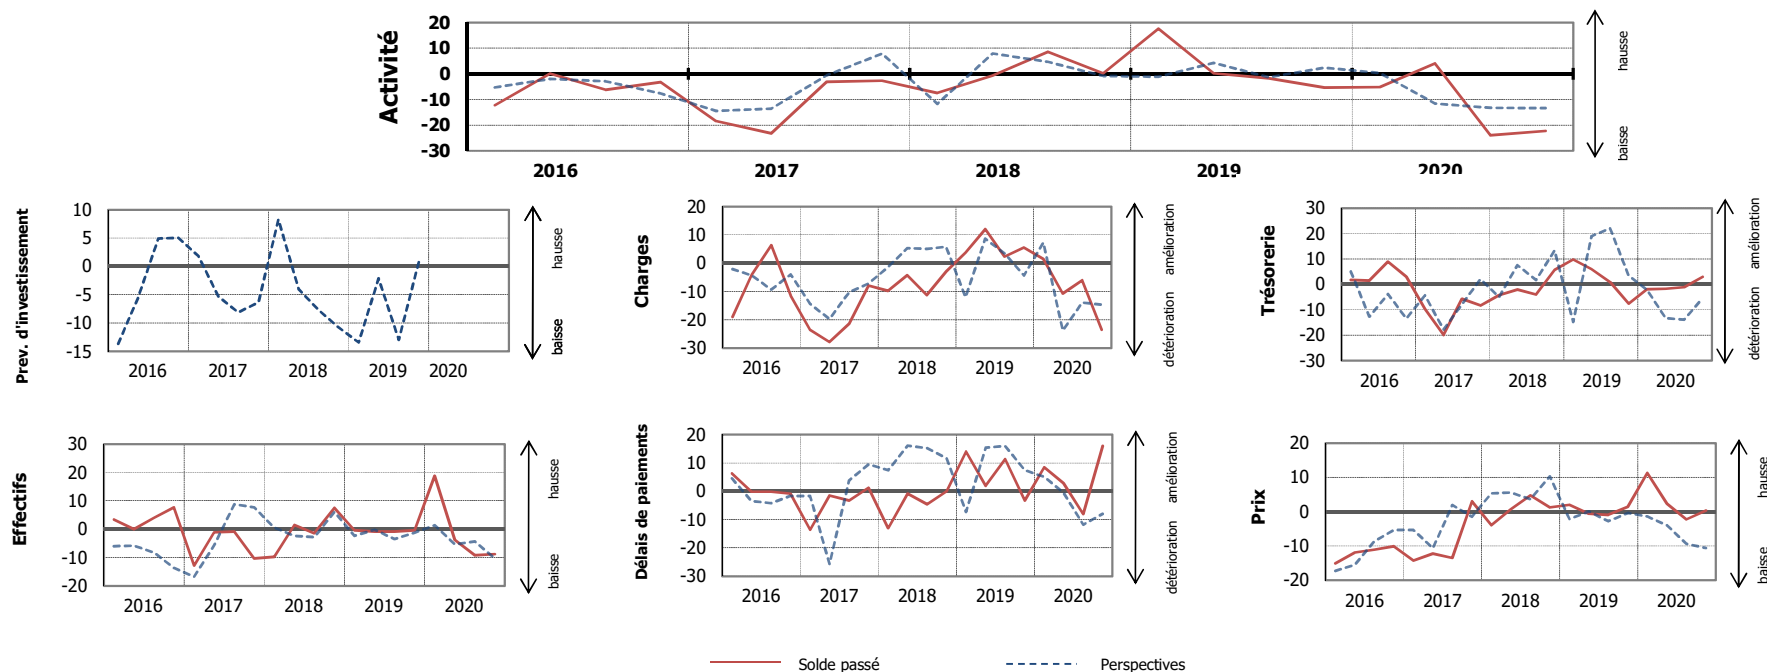 Activité
20
10
0
-10
-20
-30
2016 2017 2018 2019 2020
hausse
baisse
Prev. d'investissement
10
5
0
-5
-10
-15
2016 2017 2018 2019 2020
hausse
baisse
Charges
20
10
0
-10
-20
-30
2016 2017 2018 2019 2020
amélioration
détérioration
Trésorerie
30
20
10
0
-10
-20
-30
2016 2017 2018 2019 2020
amélioration
détérioration
Effectifs
30
20
10
0
-10
-20
2016 2017 2018 2019 2020
hausse
baisse
Délais de paiements
20
10
0
-10
-20
-30
2016 2017 2018 2019 2020
amélioration
détérioration
Prix
20
10
0
-10
-20
2016 2017 2018 2019 2020
hausse
baisse
Solde passé Perspectives